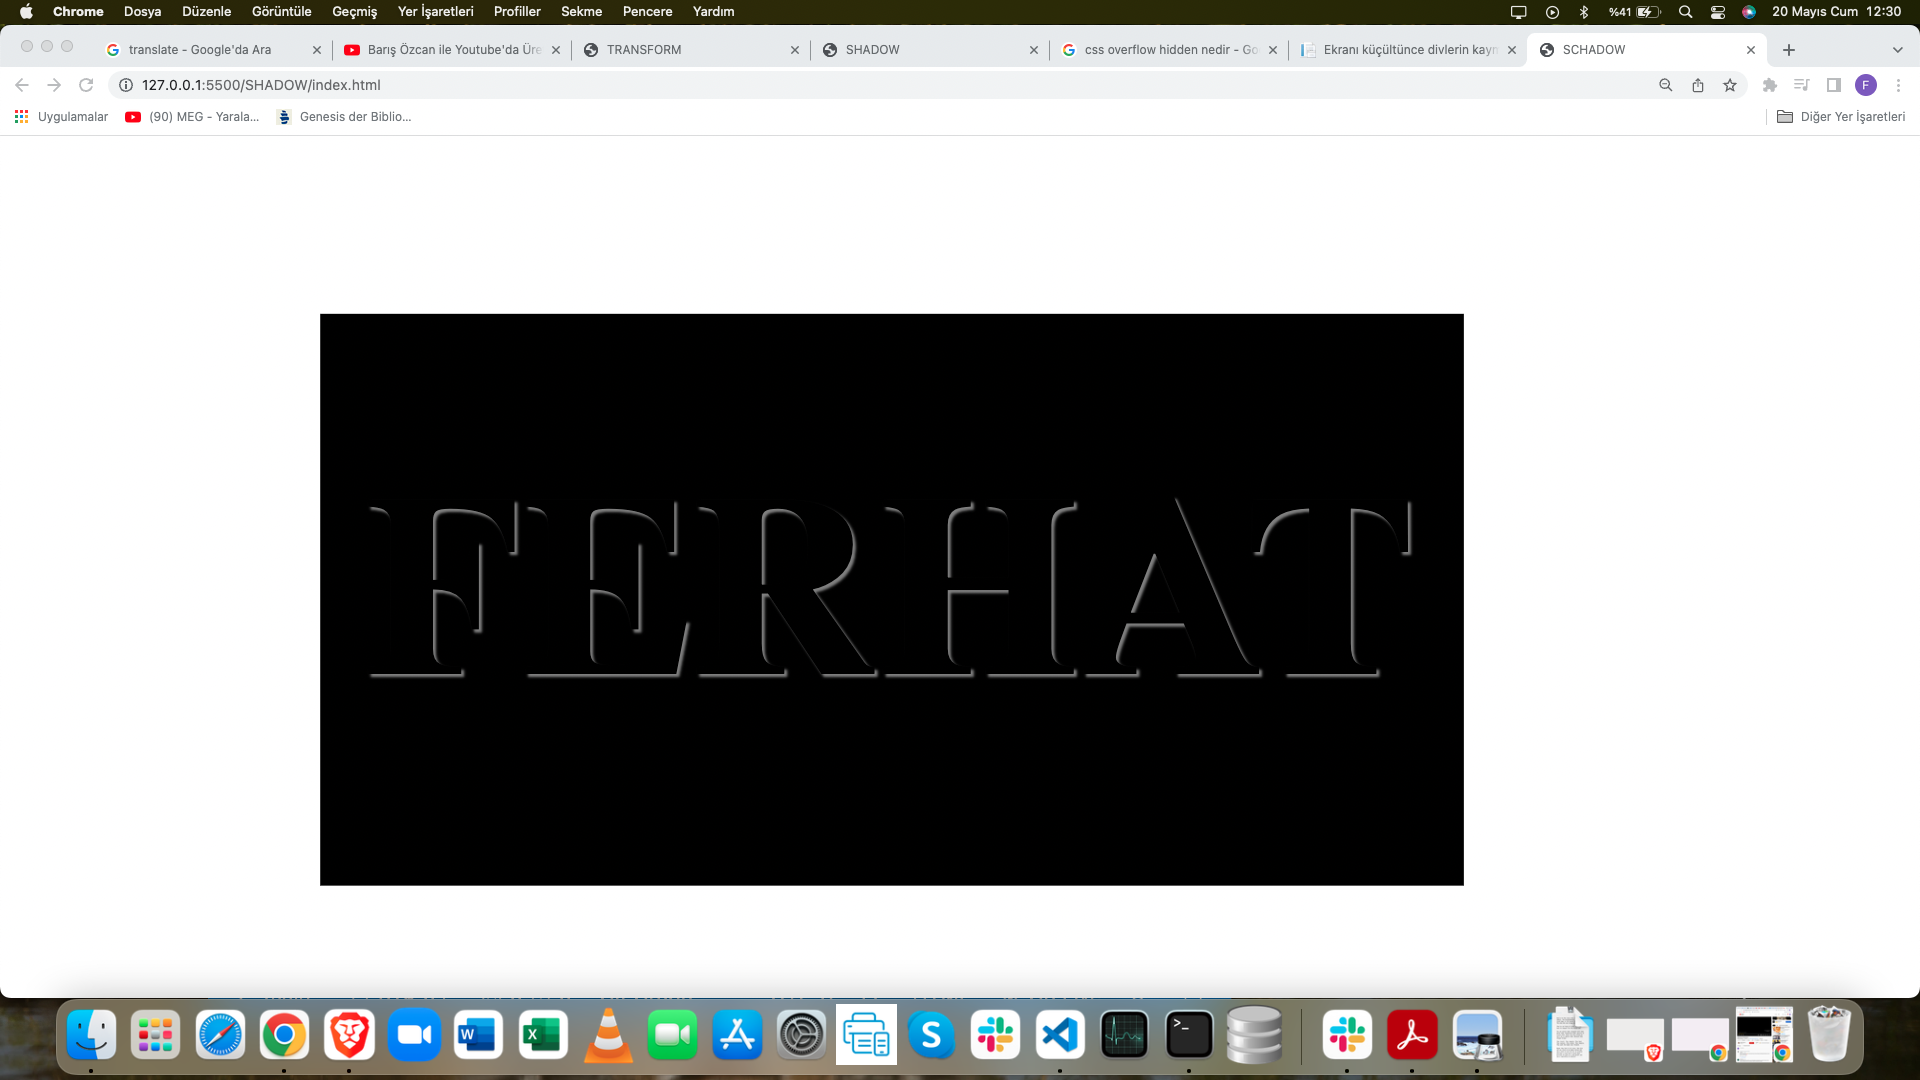 Chrome Dosya Düzenle Görüntüle Geçmiş Yer İşaretleri Profiller Sekme Pencere Yardım %41 20 Mayıs Cum 12:30
translate - Google'da Ara Barış Özcan ile Youtube'da Üre TRANSFORM SHADOW css overflow hidden nedir - Go Ekranı küçültünce divlerin kaym SCHADOW
127.0.0.1:5500/SHADOW/index.html F
Uygulamalar (90) MEG - Yarala... Genesis der Biblio... Diğer Yer İşaretleri
FERHAT
W X S >_